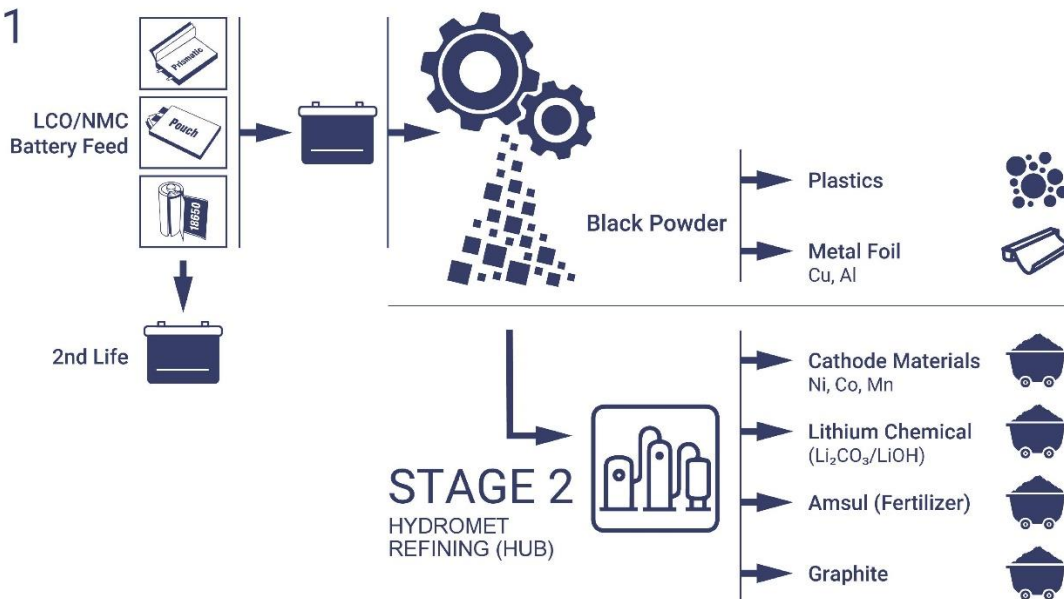 1
Prismatic
LCO/NMC
Battery Feed
Pouch
18650
2nd Life
Black Powder
Plastics
Metal Foil
Cu, Al
STAGE 2
HYDROMET
REFINING (HUB)
Cathode Materials
Ni, Co, Mn
Lithium Chemical
(Li₂CO₃/LiOH)
Amsul (Fertilizer)
Graphite